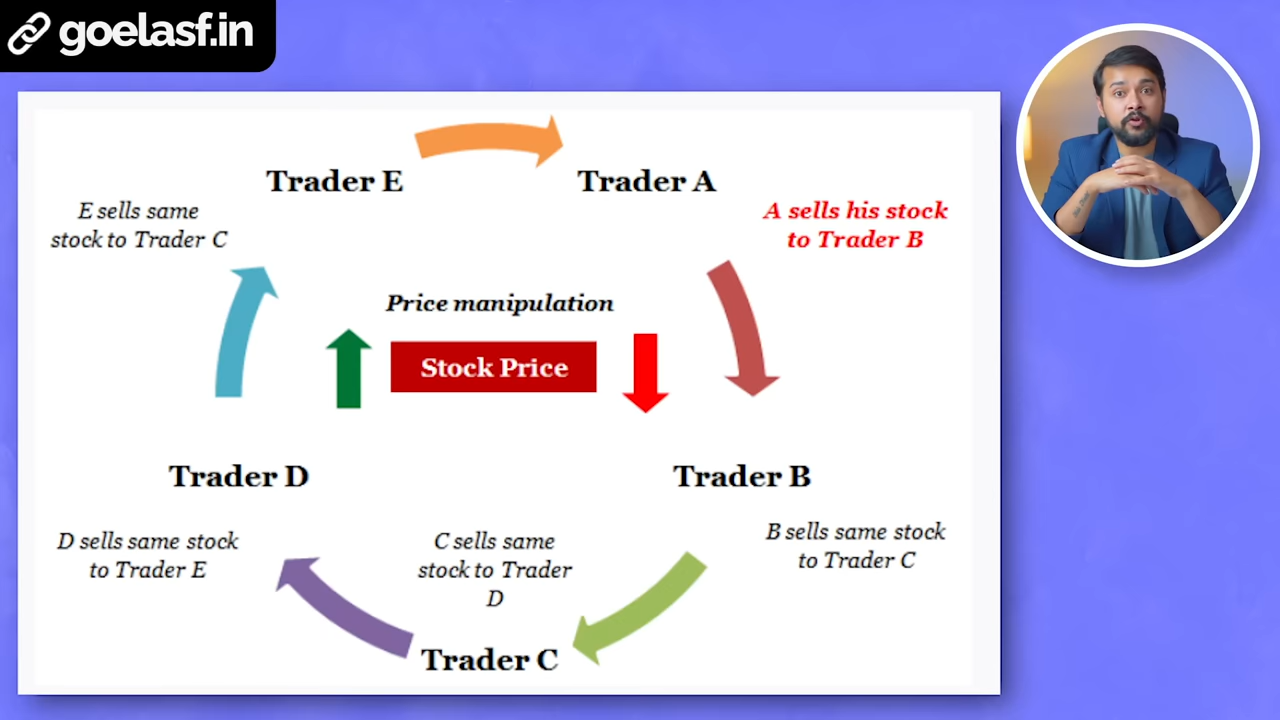 goelasf.in
Trader E
Trader A
E sells same
stock to Trader C
A sells his stock
to Trader B
Price manipulation
Stock Price
Trader D
Trader B
D sells same stock
to Trader E
C sells same
stock to Trader
D
B sells same stock
to Trader C
Trader C